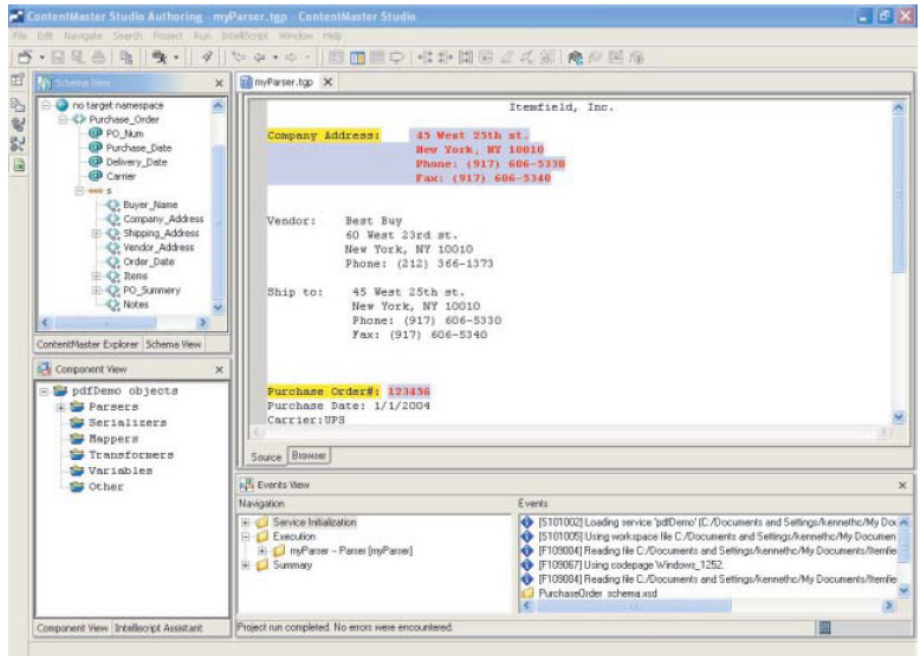 ContentMaster Studio Authoring - myParser.tgp - ContentMaster Studio
File Edit Navigate Search Project Run IntelliScript Window Help
Schema View
no target namespace
Purchase_Order
PO_Num
Purchase_Date
Delivery_Date
Carrier
s
Buyer_Name
Company_Address
Shipping_Address
Vendor_Address
Order_Date
Items
PO_Summery
Notes
ContentMaster Explorer Schema View
Component View
pdfDemo objects
Parsers
Serializers
Mappers
Transformers
Variables
Other
Component View Intelliscript Assistant
myParser.tgp
Itemfield, Inc.
Company Address: 45 West 25th st.
New York, NY 10010
Phone: (917) 606-5330
Fax: (917) 606-5340
Vendor: Best Buy
60 West 23rd st.
New York, NY 10010
Phone: (212) 366-1373
Ship to: 45 West 25th st.
New York, NY 10010
Phone: (917) 606-5330
Fax: (917) 606-5340
Purchase Order#: 123456
Purchase Date: 1/1/2004
Carrier:UPS
Source Browser
Events View
Navigation
Service Initialization
Execution
myParser - Parser [myParser]
Summary
Events
[S101002] Loading service 'pdfDemo' (C:/Documents and Settings/kennethc/My Doc
[S101005] Using workspace file C:/Documents and Settings/kennethc/My Documen
[F109004] Reading file C:/Documents and Settings/kennethc/My Documents/Itemfie
[F109067] Using codepage Windows_1252.
[F109004] Reading file C:/Documents and Settings/kennethc/My Documents/Itemfie
PurchaseOrder_schema.xsd
Project run completed. No errors were encountered.